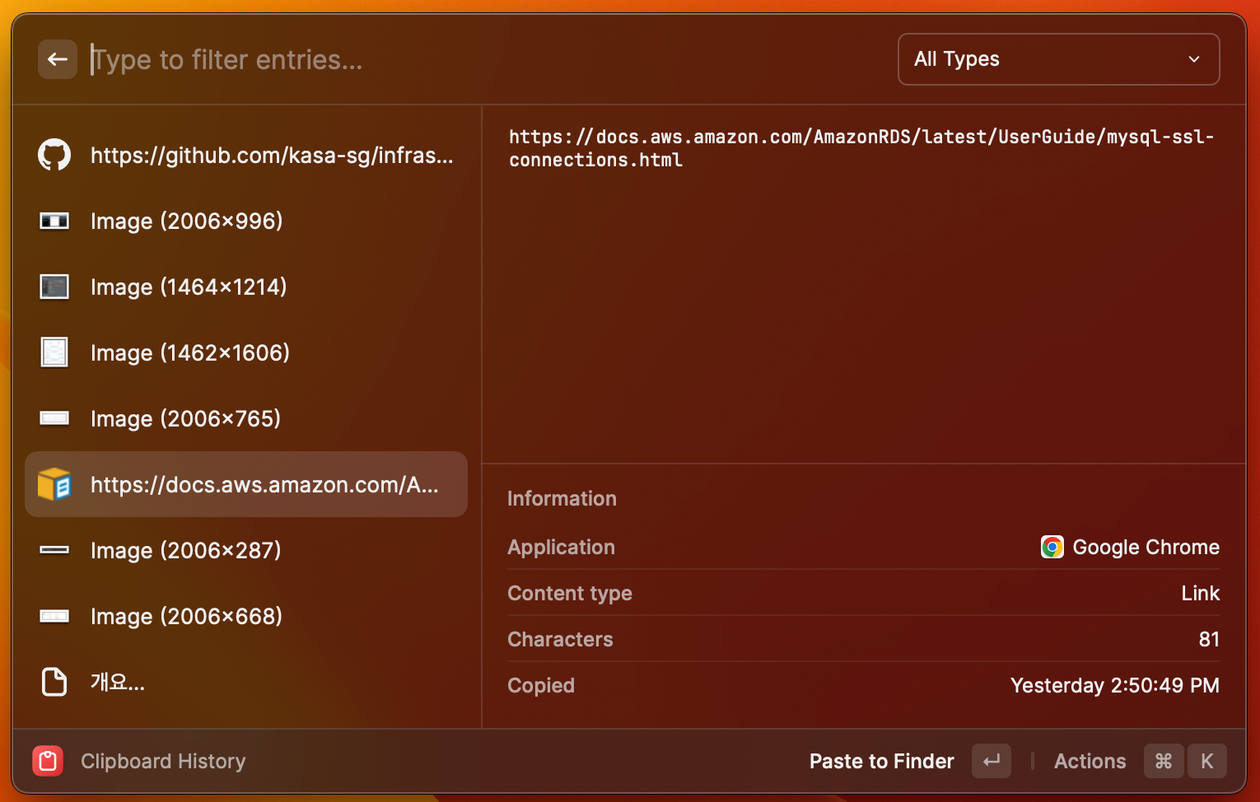 Type to filter entries...
All Types
https://github.com/kasa-sg/infras...
Image (2006×996)
Image (1464×1214)
Image (1462×1606)
Image (2006×765)
https://docs.aws.amazon.com/A...
Image (2006×287)
Image (2006×668)
개요...
https://docs.aws.amazon.com/AmazonRDS/latest/UserGuide/mysql-ssl-
connections.html
Information
Application Google Chrome
Content type Link
Characters 81
Copied Yesterday 2:50:49 PM
Clipboard History
Paste to Finder ↵ | Actions ⌘ K